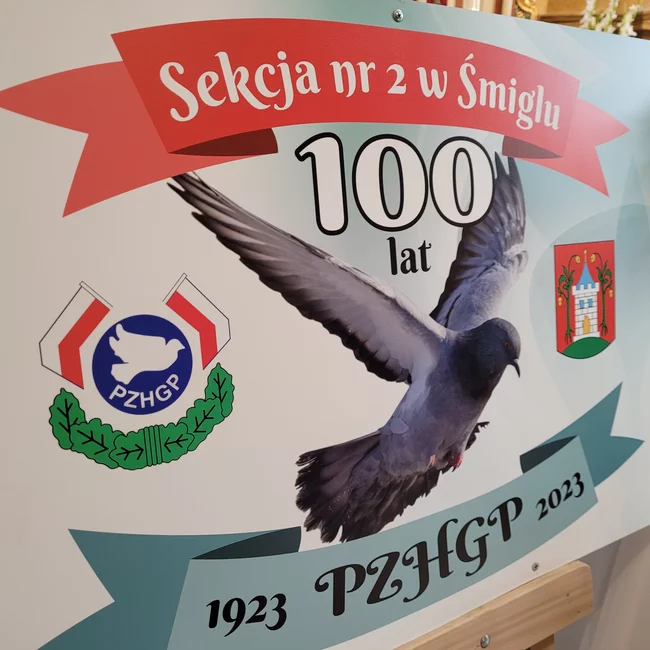 Sekcja nr 2 w Śmiglu
100
lat
PZHGP
1923 PZHGP 2023